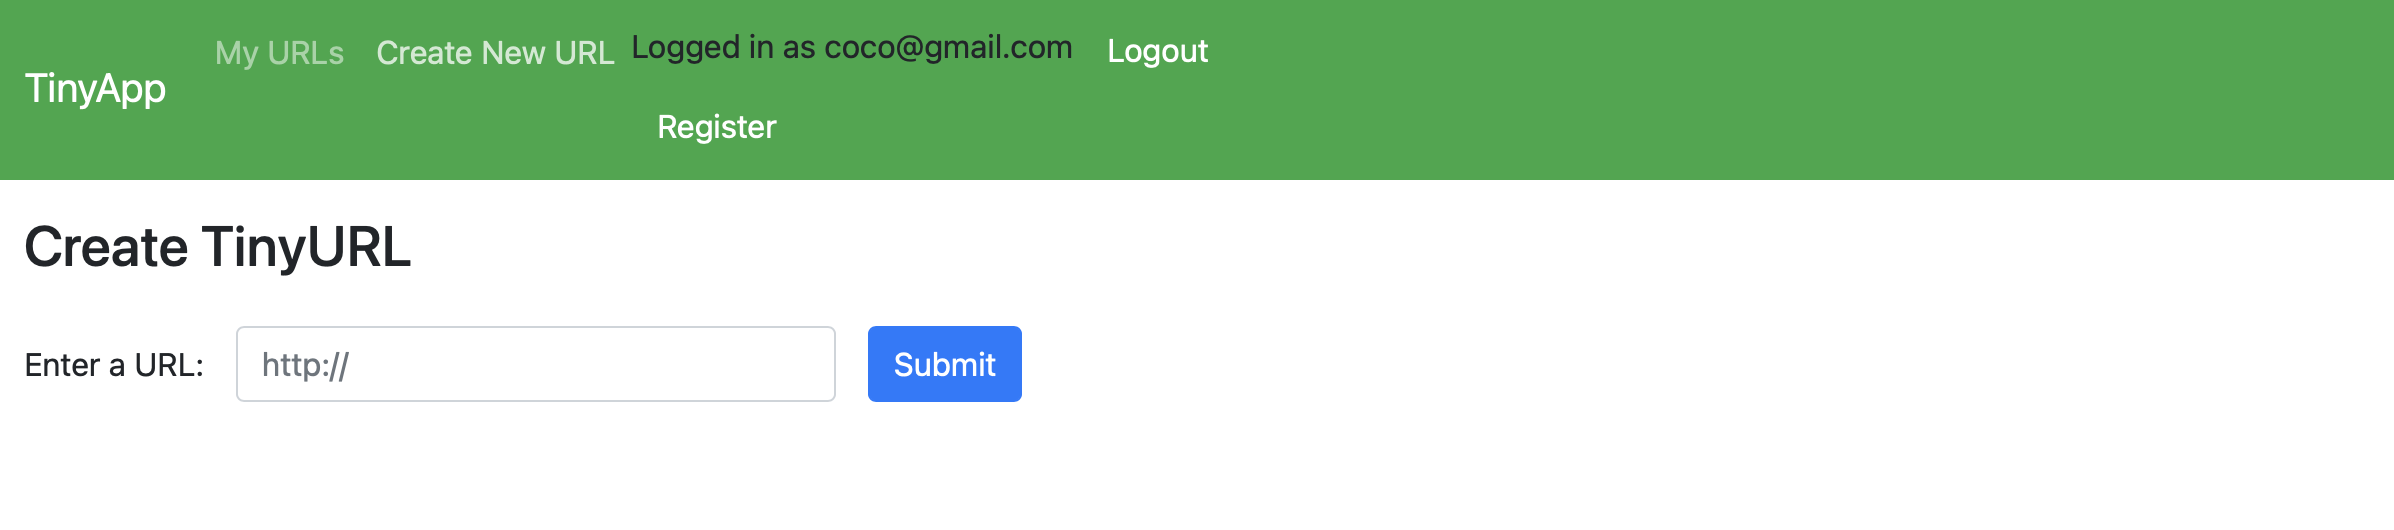 TinyApp
My URLs Create New URL Logged in as coco@gmail.com Logout
Register
Create TinyURL
Enter a URL: http:// Submit